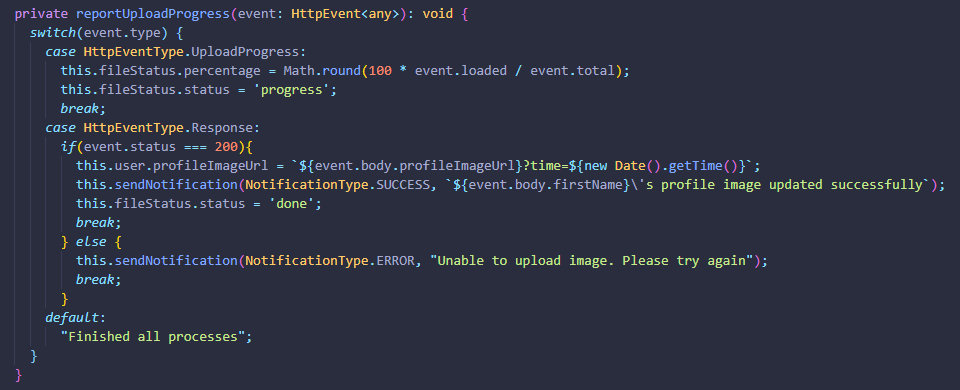 private reportUploadProgress(event: HttpEvent<any>): void {
switch(event.type) {
case HttpEventType.UploadProgress:
this.fileStatus.percentage = Math.round(100 * event.loaded / event.total);
this.fileStatus.status = 'progress';
break;
case HttpEventType.Response:
if(event.status === 200){
this.user.profileImageUrl = `${event.body.profileImageUrl}?time=${new Date().getTime()}`;
this.sendNotification(NotificationType.SUCCESS, `${event.body.firstName}\'s profile image updated successfully`);
this.fileStatus.status = 'done';
break;
} else {
this.sendNotification(NotificationType.ERROR, "Unable to upload image. Please try again");
break;
}
default:
"Finished all processes";
}
}